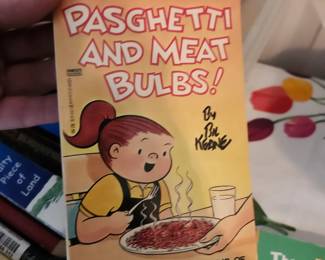 PASGHETTI
AND MEAT
BULBS!
By
BIL
KEANE
Piece of
Land